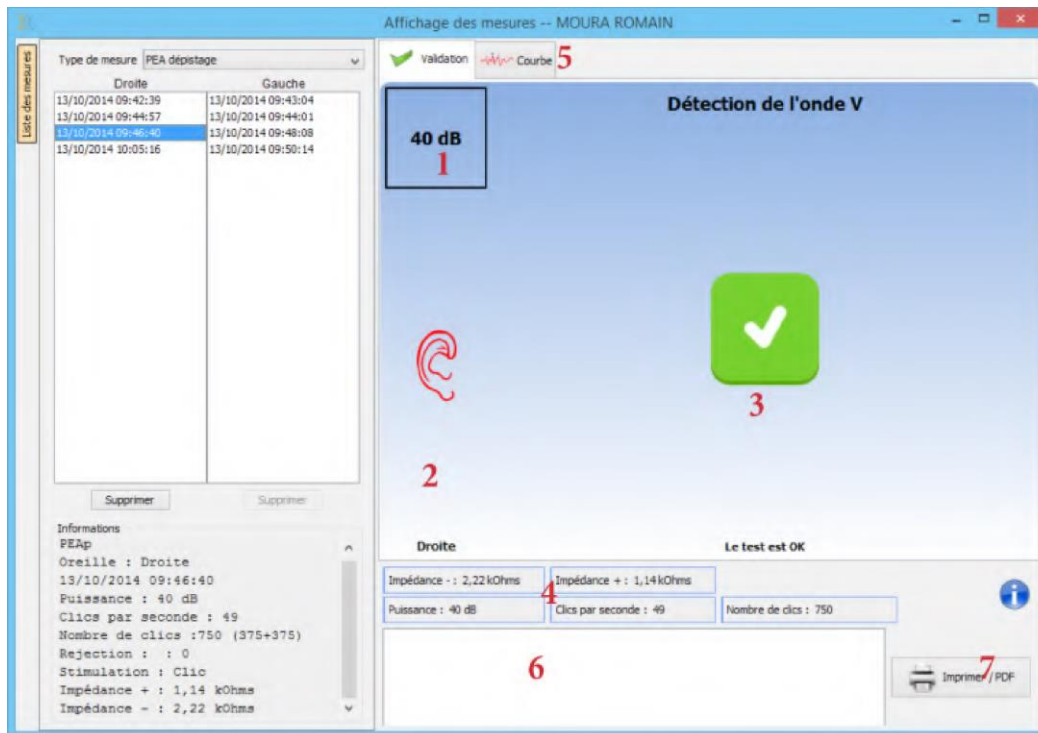 Affichage des mesures -- MOURA ROMAIN
Liste des mesures
Type de mesure PEA dépistage
Droite Gauche
13/10/2014 09:42:39 13/10/2014 09:43:04
13/10/2014 09:44:57 13/10/2014 09:44:01
13/10/2014 09:46:40 13/10/2014 09:48:08
13/10/2014 10:05:16 13/10/2014 09:50:14
Supprimer Supprimer
Informations
PEAp
Oreille : Droite
13/10/2014 09:46:40
Puissance : 40 dB
Clics par seconde : 49
Nombre de clics :750 (375+375)
Rejection : : 0
Stimulation : Clic
Impédance + : 1,14 kOhms
Impédance - : 2,22 kOhms
Validation Courbe 5
Détection de l'onde V
40 dB
1
3
2
Droite Le test est OK
Impédance - : 2,22 kOhms Impédance + : 1,14 kOhms
4
Puissance : 40 dB Clics par seconde : 49 Nombre de clics : 750
6
Imprimer / PDF 7